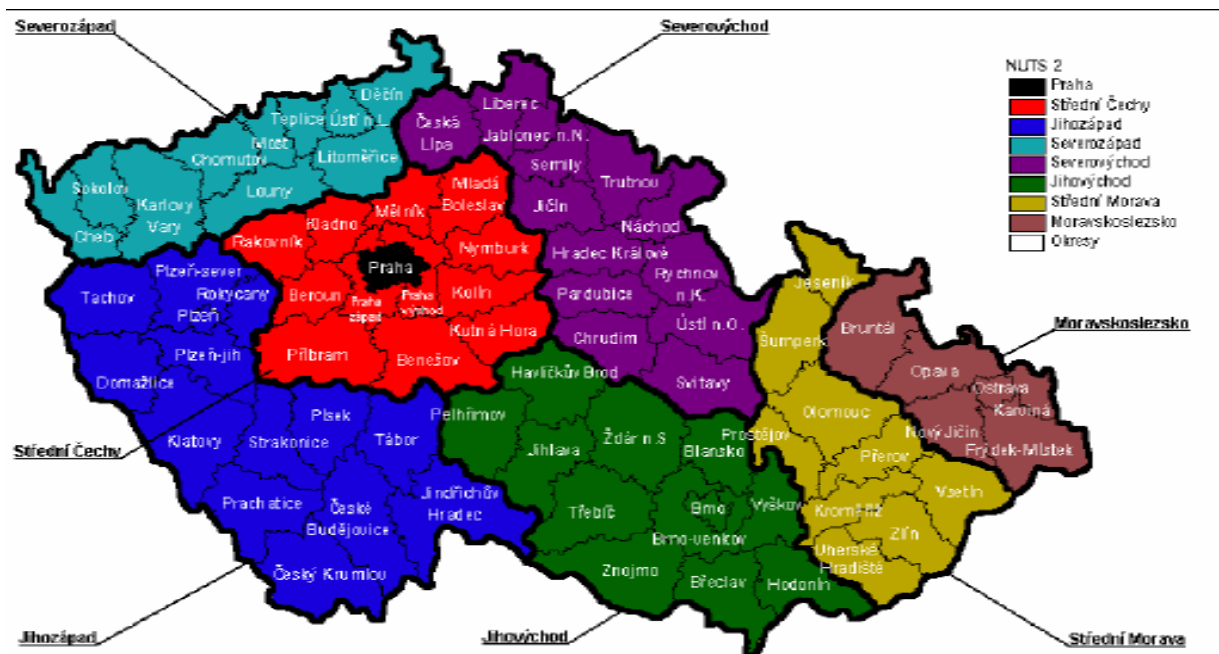 Severozápad
Severovýchod
NUTS 2
Praha
Střední Čechy
Jihozápad
Severozápad
Severovýchod
Jihovýchod
Střední Morava
Moravskoslezsko
Okresy
Děčín
Teplice
Ústí n.L.
Most
Chomutov
Litoměřice
Sokolov
Karlovy
Vary
Louny
Cheb
Česká
Lípa
Liberec
Jablonec n.N.
Semily
Trutnov
Jičín
Náchod
Hradec Králové
Rychnov
n.K.
Pardubice
Ústí n.O.
Chrudim
Svitavy
Mladá
Boleslav
Mělník
Kladno
Rakovník
Nymburk
Praha
Beroun
Praha
západ
Praha
východ
Kolín
Kutná Hora
Příbram
Benešov
Plzeň-sever
Tachov
Rokycany
Plzeň
Plzeň-jih
Domažlice
Klatovy
Písek
Strakonice
Tábor
Prachatice
České
Budějovice
Jindřichův
Hradec
Český Krumlov
Havlíčkův Brod
Pelhřimov
Jihlava
Žďár n.S
Blansko
Třebíč
Brno
Vyškov
Brno-venkov
Znojmo
Břeclav
Hodonín
Jeseník
Šumperk
Olomouc
Prostějov
Přerov
Kroměříž
Vsetín
Zlín
Uherské
Hradiště
Bruntál
Opava
Ostrava
Karviná
Nový Jičín
Frýdek-Místek
Moravskoslezsko
Střední Čechy
Jihozápad
Jihovýchod
Střední Morava